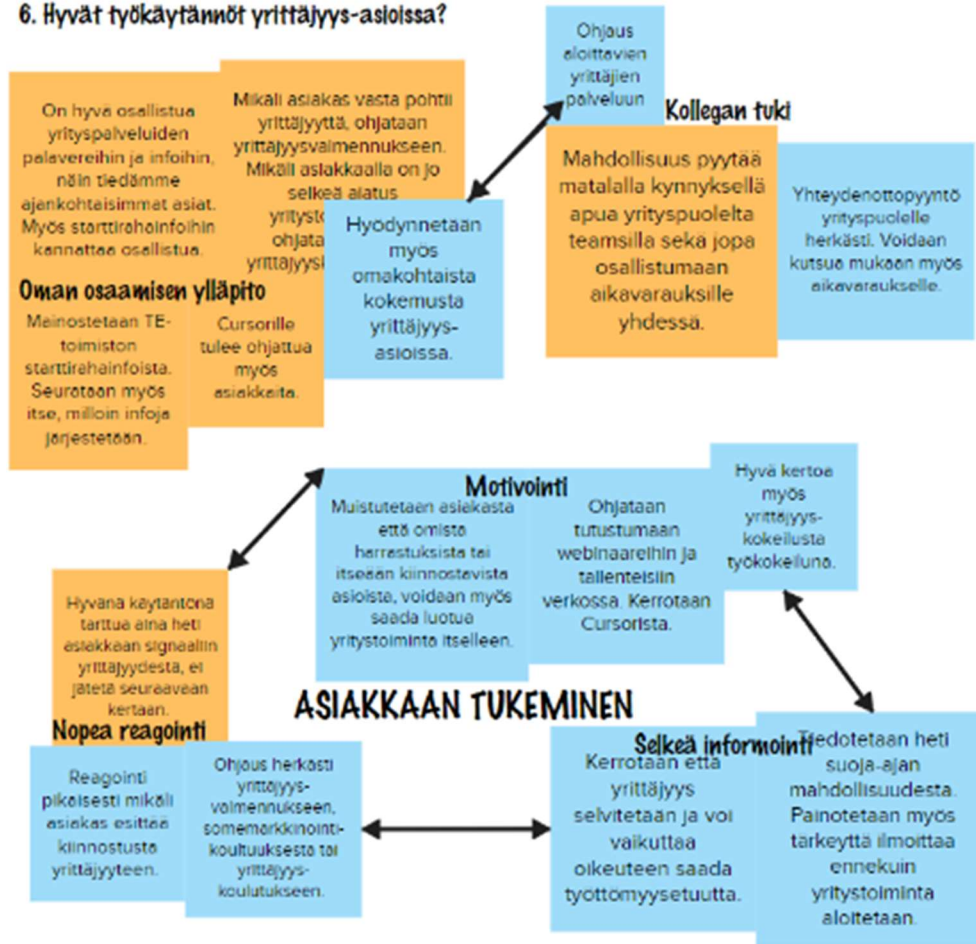 6. Hyvät työkäytännöt yrittäjyys-asioissa?
On hyvä osallistua
yrityspalveluiden
palavereihin ja infoihin,
näin tiedämme
ajankohtaisimmat asiat.
Myös starttirahainfoihin
kannattaa osallistua.
Mikäli asiakas vasta pohtii
yrittäjyyttä, ohjataan
yrittäjyysvalmennukseen.
Mikäli asiakkaalla on jo
selkeä
ohjata
Oman osaamisen ylläpito
Mainostetaan TE-
toimiston
starttirahainfoista.
Seurataan myös
itse, milloin infoja
järjestetään.
Cursorille
tulee ohjattua
myös
asiakkaita.
Hyödynnetään
myös
omakohtaista
kokemusta
yrittäjyys-
asioissa.
Ohjaus
aloittavien
yrittäjien
palveluun
Kollegan tuki
Mahdollisuus pyytää
matalalla kynnyksellä
apua yrityspuolelta
teamsilla sekä jopa
osallistumaan
aikavarauksille
yhdessä.
Yhteydenottopyyntö
yrityspuolelle
herkästi. Voidaan
kutsua mukaan myös
aikavaraukselle.
Motivointi
Muistutetaan asiakasta
että omista
harrastuksista tai
itseään kiinnostavista
asioista, voidaan myös
saada luotua
yritystoiminta itselleen.
Ohjataan
tutustumaan
webinaareihin ja
tallenteisiin
verkossa. Kerrotaan
Cursorista.
Hyvä kertoa
myös
yrittäjyys-
kokeilusta
työkokeiluna.
Hyvänä käytäntönä
tarttua aina heti
asiakkaan signaaliin
yrittäjyydestä, ei
jätetä seuraavaan
kertaan.
Nopea reagointi
Reagointi
pikaisesti mikäli
asiakas esittää
kiinnostusta
yrittäjyyteen.
Ohjaus herkästi
yrittäjyys-
valmennukseen,
somemarkkinointi-
koultuuksesta tai
yrittäjyys-
koulutukseen.
ASIAKKAAN TUKEMINEN
Selkeä informointi
Kerrotaan että
yrittäjyys
selvitetään ja voi
vaikuttaa
oikeuteen saada
työttömyysetuutta.
Tiedotetaan heti
suoja-ajan
mahdollisuudesta.
Painotetaan myös
tärkeyttä ilmoittaa
ennekuin
yritystoiminta
aloitetaan.